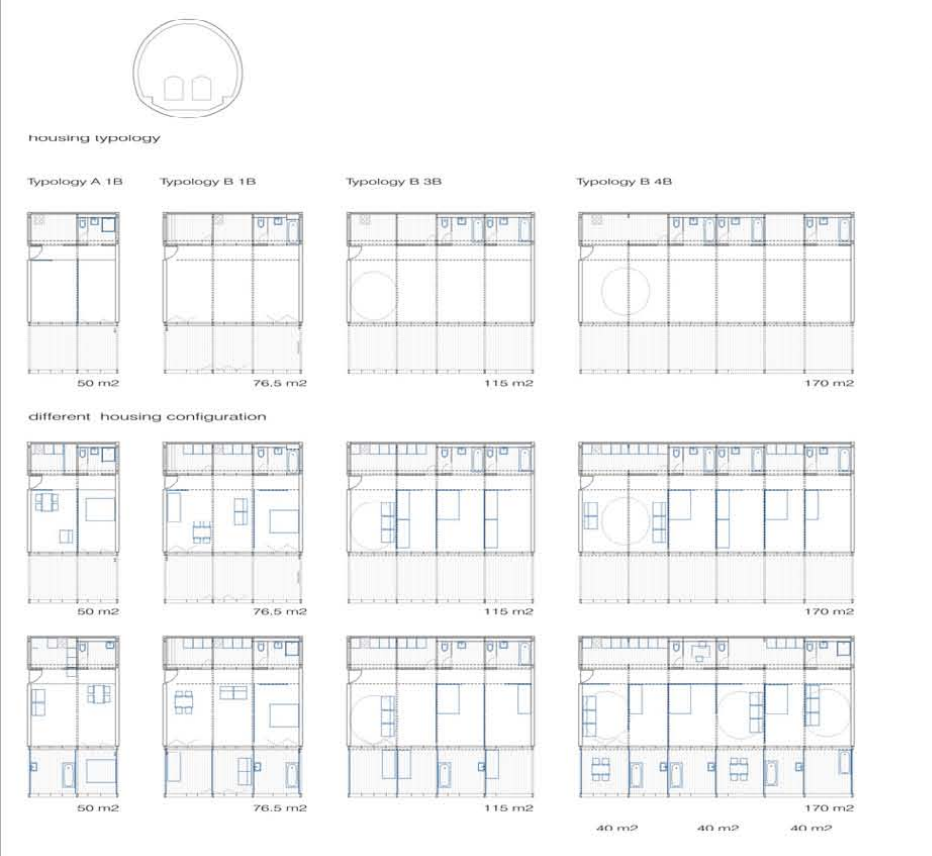 housing typology
Typology A 1B Typology B 1B Typology B 3B Typology B 4B
50 m2 76.5 m2 115 m2 170 m2
different housing configuration
50 m2 76.5 m2 115 m2 170 m2
50 m2 76.5 m2 115 m2 170 m2
40 m2 40 m2 40 m2